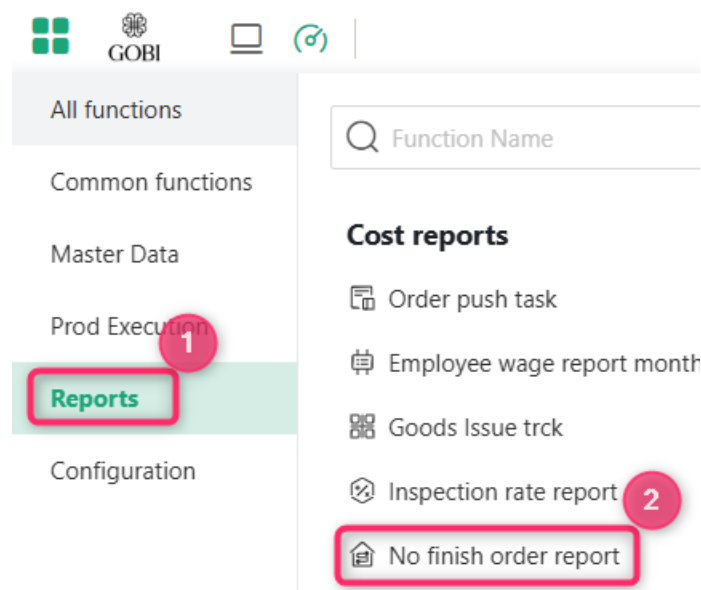 GOBI
All functions
Common functions
Master Data
Prod Execution
1
Reports
Configuration
Function Name
Cost reports
Order push task
Employee wage report month
Goods Issue trck
Inspection rate report
2
No finish order report